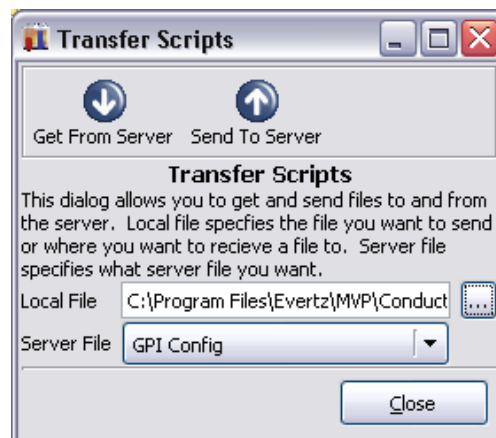 Transfer Scripts
Get From Server Send To Server
Transfer Scripts
This dialog allows you to get and send files to and from
the server. Local file specfies the file you want to send
or where you want to recieve a file to. Server file
specifies what server file you want.
Local File C:\Program Files\Evertz\MVP\Conduct ...
Server File GPI Config
Close